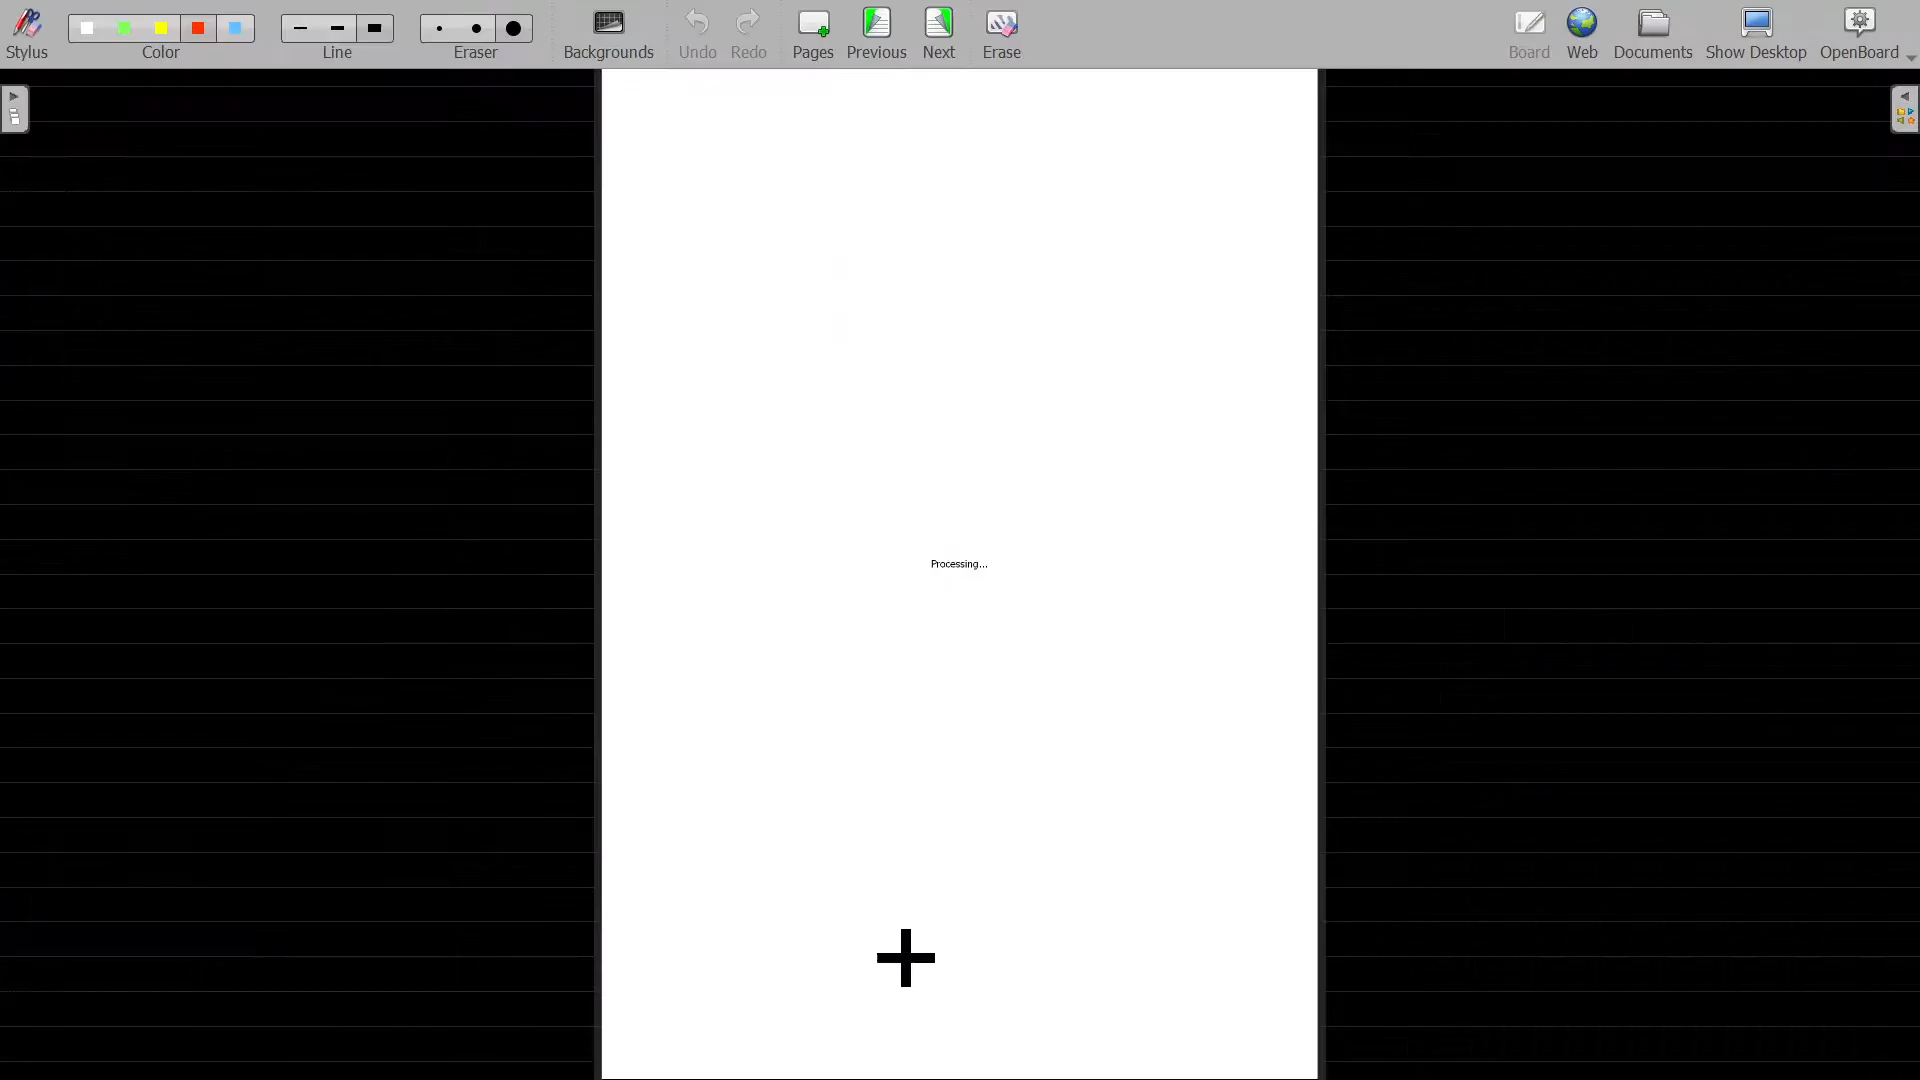 Stylus
Color
Line
Eraser
Backgrounds
Undo
Redo
Pages
Previous
Next
Erase
Board
Web
Documents
Show Desktop
OpenBoard
Processing...